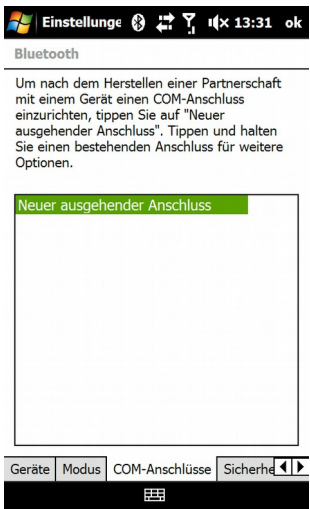 Einstellunge 13:31 ok
Bluetooth
Um nach dem Herstellen einer Partnerschaft
mit einem Gerät einen COM-Anschluss
einzurichten, tippen Sie auf "Neuer
ausgehender Anschluss". Tippen und halten
Sie einen bestehenden Anschluss für weitere
Optionen.
Neuer ausgehender Anschluss
Geräte Modus COM-Anschlüsse Sicherhe